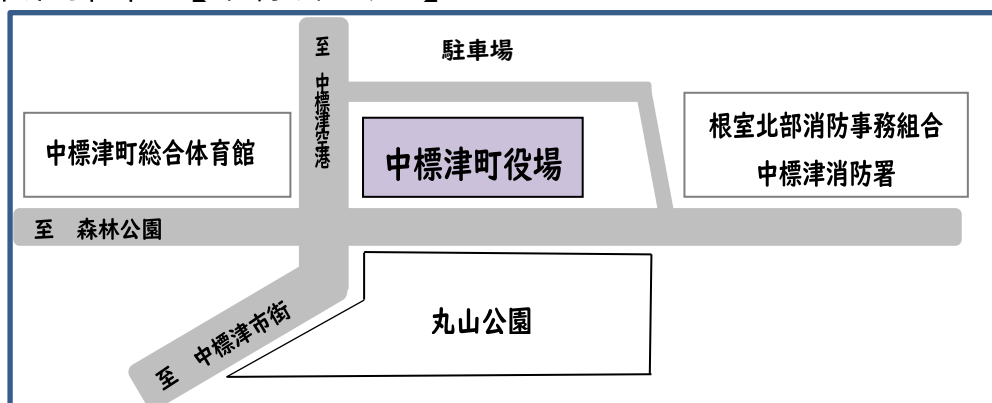 至 中標津空港
駐車場
中標津町総合体育館
中標津町役場
根室北部消防事務組合
中標津消防署
至 森林公園
丸山公園
至 中標津市街